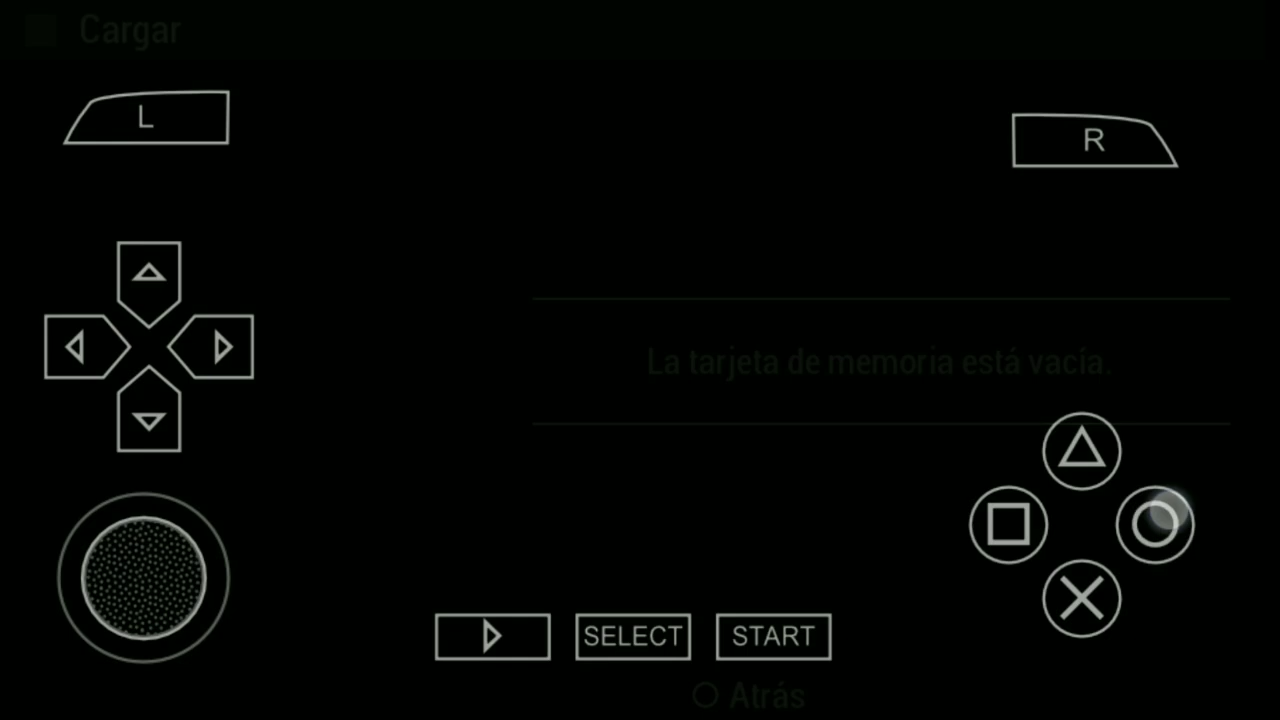 Cargar
L
R
La tarjeta de memoria está vacía.
SELECT
START
Atrás